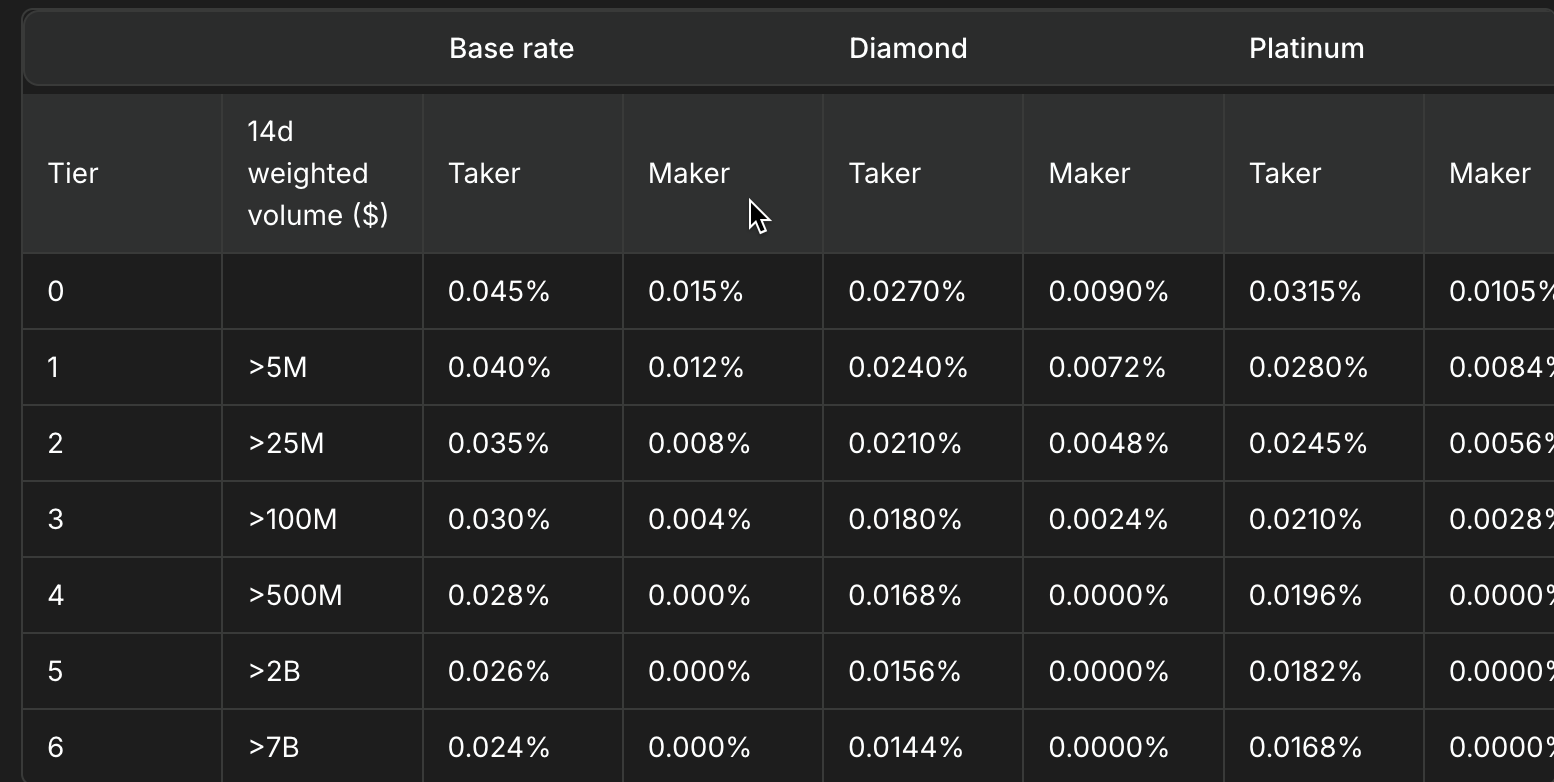 Base rate Diamond Platinum
14d
weighted
volume ($)
Tier Taker Maker Taker Maker Taker Maker
0 0.045% 0.015% 0.0270% 0.0090% 0.0315% 0.0105%
1 >5M 0.040% 0.012% 0.0240% 0.0072% 0.0280% 0.0084%
2 >25M 0.035% 0.008% 0.0210% 0.0048% 0.0245% 0.0056%
3 >100M 0.030% 0.004% 0.0180% 0.0024% 0.0210% 0.0028%
4 >500M 0.028% 0.000% 0.0168% 0.0000% 0.0196% 0.0000%
5 >2B 0.026% 0.000% 0.0156% 0.0000% 0.0182% 0.0000%
6 >7B 0.024% 0.000% 0.0144% 0.0000% 0.0168% 0.0000%